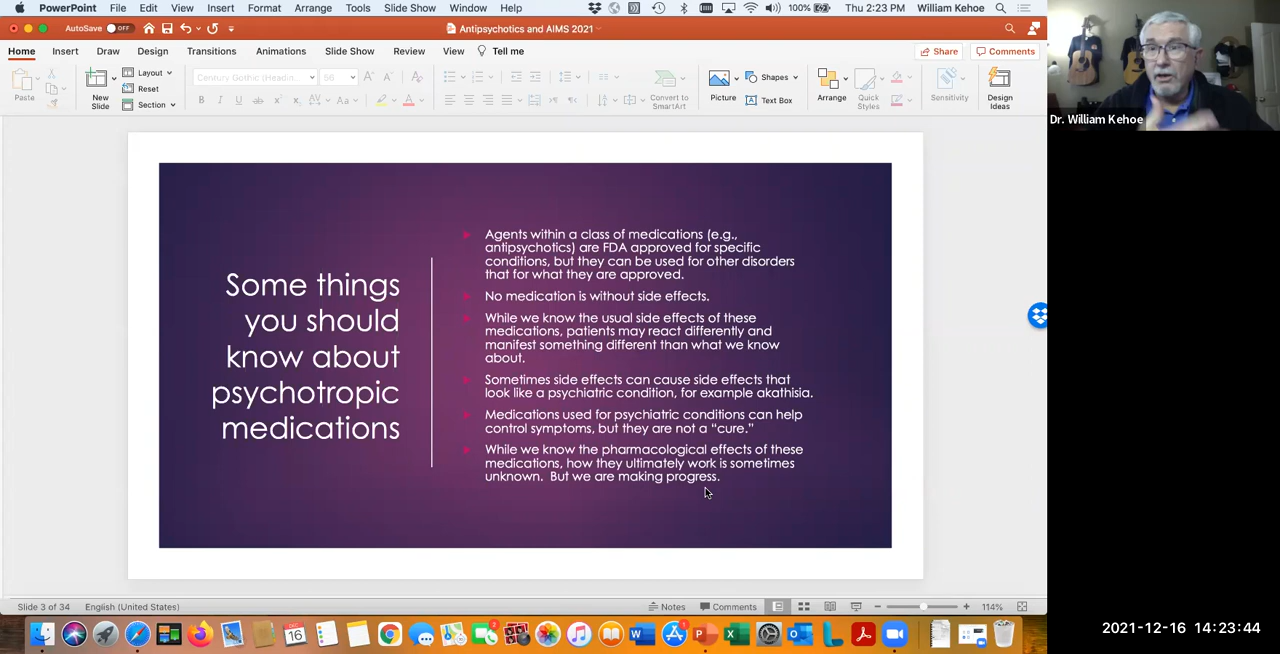 PowerPoint File Edit View Insert Format Arrange Tools Slide Show Window Help 100% Thu 2:23 PM William Kehoe
AutoSave OFF Antipsychotics and AIMS 2021
Home Insert Draw Design Transitions Animations Slide Show Review View Tell me Share Comments
Paste
New Slide
Layout
Reset
Section
Century Gothic (Headin... 56
Convert to SmartArt
Picture
Shapes
Text Box
Arrange
Quick Styles
Sensitivity
Design Ideas
Dr. William Kehoe
Some things
you should
know about
psychotropic
medications
Agents within a class of medications (e.g.,
antipsychotics) are FDA approved for specific
conditions, but they can be used for other disorders
that for what they are approved.
No medication is without side effects.
While we know the usual side effects of these
medications, patients may react differently and
manifest something different than what we know
about.
Sometimes side effects can cause side effects that
look like a psychiatric condition, for example akathisia.
Medications used for psychiatric conditions can help
control symptoms, but they are not a “cure.”
While we know the pharmacological effects of these
medications, how they ultimately work is sometimes
unknown.  But we are making progress.
Slide 3 of 34 English (United States) Notes Comments 114%
DEC
16
2021-12-16 14:23:44